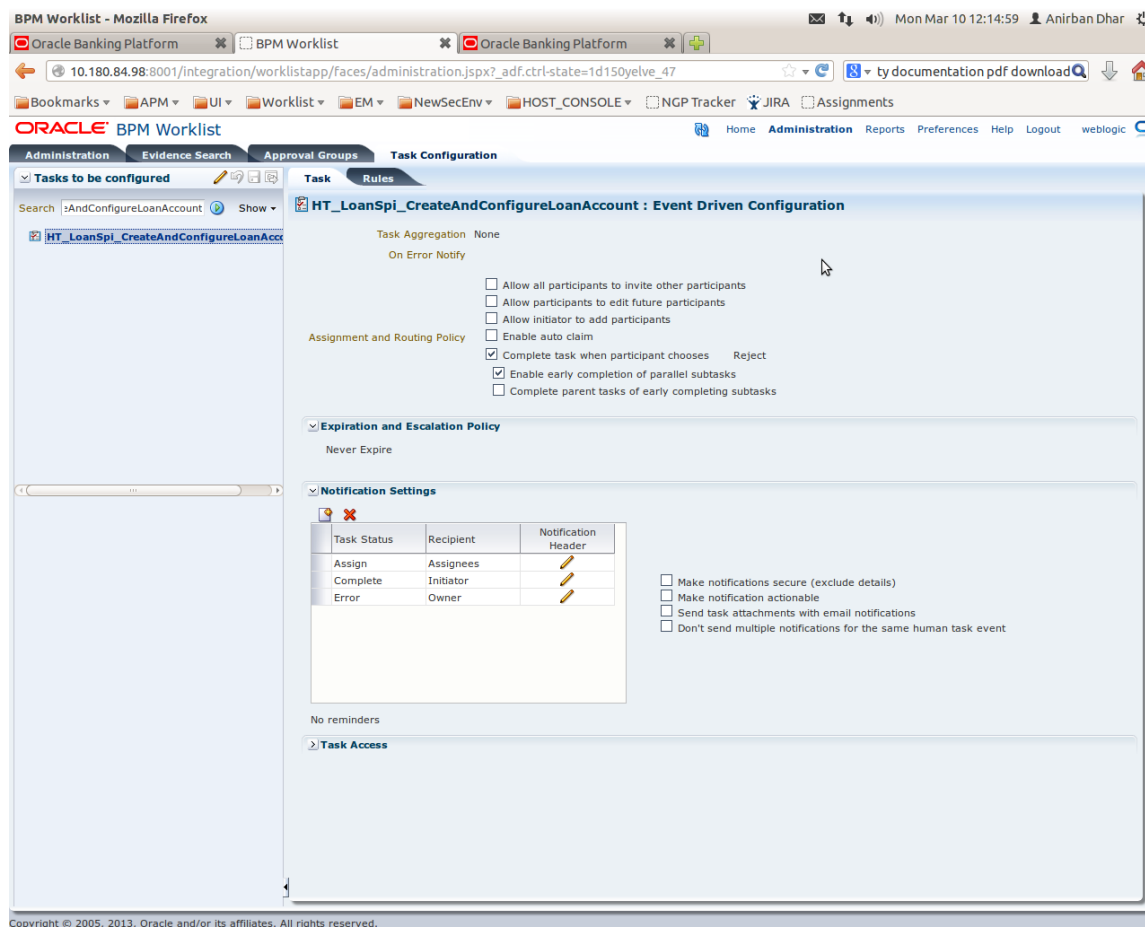 BPM Worklist - Mozilla Firefox
Mon Mar 10 12:14:59 Anirban Dhar
Oracle Banking Platform BPM Worklist Oracle Banking Platform
10.180.84.98:8001/integration/worklistapp/faces/administration.jspx?_adf.ctrl-state=1d150yelve_47 ty documentation pdf download
Bookmarks APM UI Worklist EM NewSecEnv HOST_CONSOLE NGP Tracker JIRA Assignments
ORACLE BPM Worklist Home Administration Reports Preferences Help Logout weblogic
Administration Evidence Search Approval Groups Task Configuration
Tasks to be configured Task Rules
Search :AndConfigureLoanAccount Show
HT_LoanSpi_CreateAndConfigureLoanAccount : Event Driven Configuration
HT_LoanSpi_CreateAndConfigureLoanAcc
Task Aggregation None
On Error Notify
Allow all participants to invite other participants
Allow participants to edit future participants
Allow initiator to add participants
Assignment and Routing Policy Enable auto claim
Complete task when participant chooses Reject
Enable early completion of parallel subtasks
Complete parent tasks of early completing subtasks
Expiration and Escalation Policy
Never Expire
Notification Settings
Task Status Recipient Notification Header
Assign Assignees
Complete Initiator
Error Owner
Make notifications secure (exclude details)
Make notification actionable
Send task attachments with email notifications
Don't send multiple notifications for the same human task event
No reminders
Task Access
Copyright © 2005, 2013, Oracle and/or its affiliates. All rights reserved.